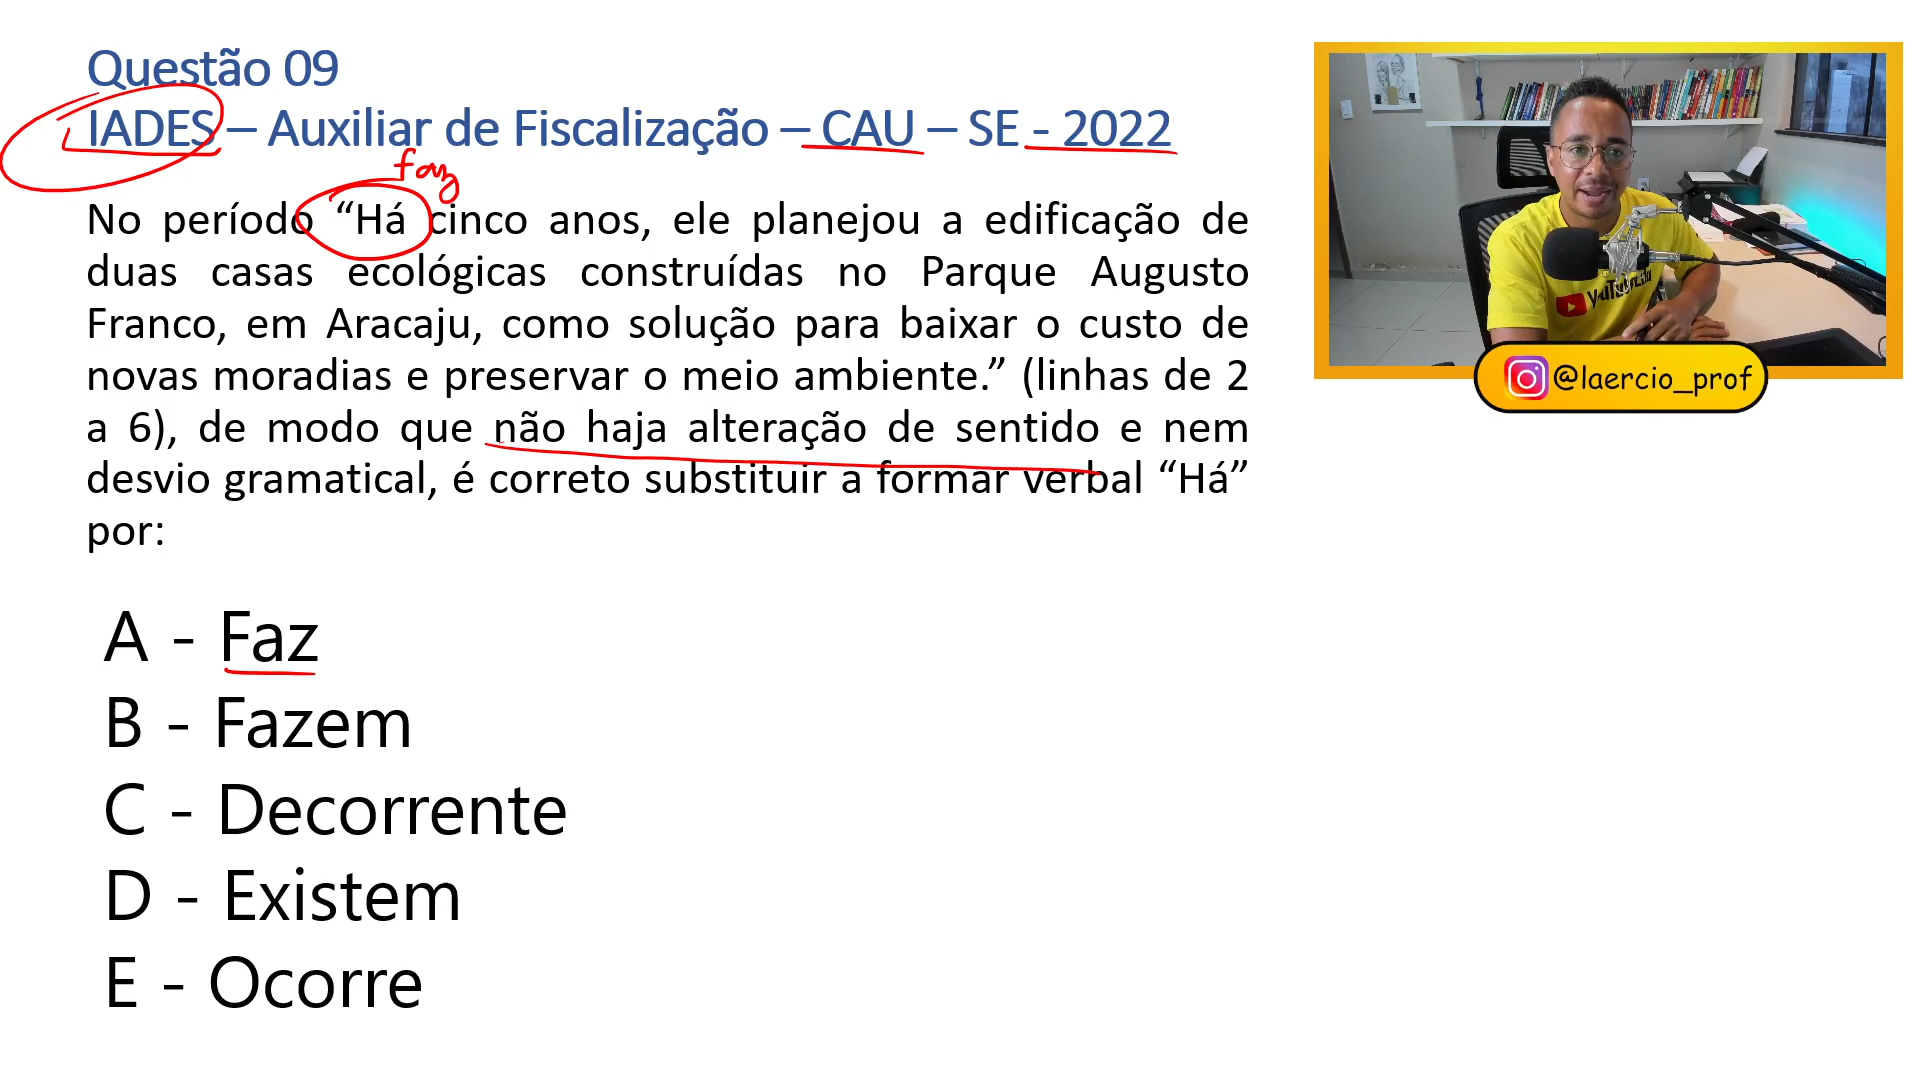 Questão 09
IADES – Auxiliar de Fiscalização – CAU – SE - 2022
faz
No período “Há cinco anos, ele planejou a edificação de
duas casas ecológicas construídas no Parque Augusto
Franco, em Aracaju, como solução para baixar o custo de
novas moradias e preservar o meio ambiente.” (linhas de 2
a 6), de modo que não haja alteração de sentido e nem
desvio gramatical, é correto substituir a formar verbal “Há”
por:
A - Faz
B - Fazem
C - Decorrente
D - Existem
E - Ocorre
@laercio_prof